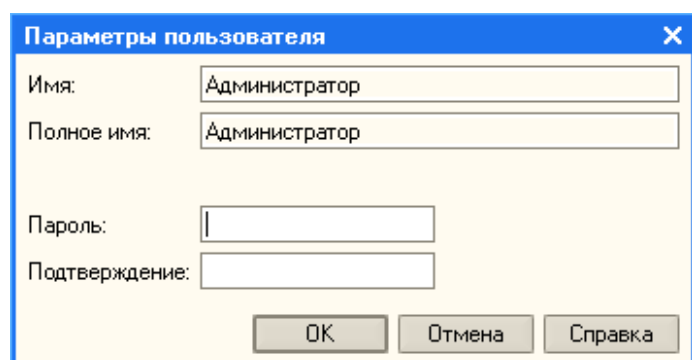 Параметры пользователя
Имя: Администратор
Полное имя: Администратор
Пароль:
Подтверждение:
OK Отмена Справка